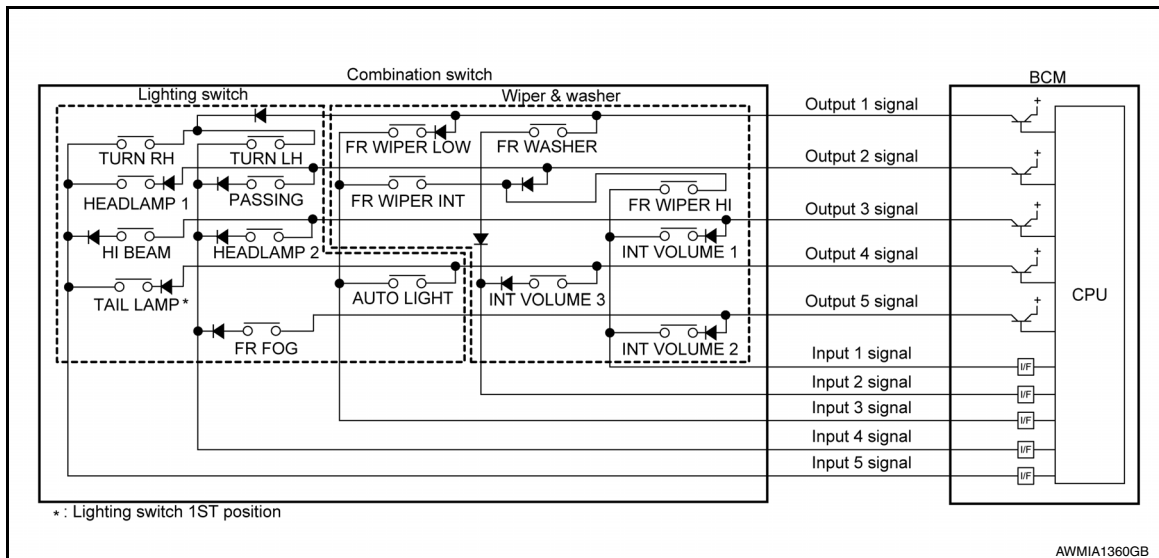 Combination switch
BCM
Lighting switch
Wiper & washer
Output 1 signal
+
TURN RH
TURN LH
FR WIPER LOW
FR WASHER
Output 2 signal
+
HEADLAMP 1
PASSING
FR WIPER INT
FR WIPER HI
Output 3 signal
+
HI BEAM
HEADLAMP 2
INT VOLUME 1
Output 4 signal
+
TAIL LAMP*
AUTO LIGHT
INT VOLUME 3
CPU
Output 5 signal
+
FR FOG
INT VOLUME 2
Input 1 signal
I/F
Input 2 signal
I/F
Input 3 signal
I/F
Input 4 signal
I/F
Input 5 signal
I/F
* : Lighting switch 1ST position
AWMIA1360GB